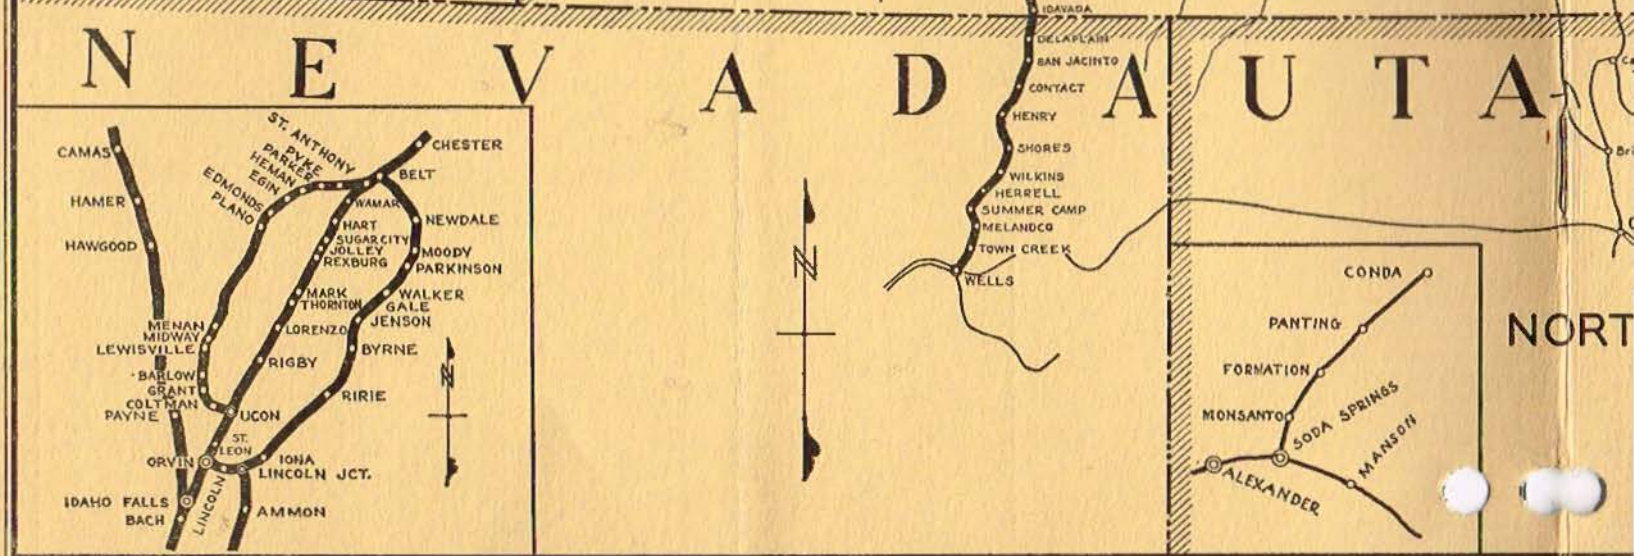 NEVADA
UTA
IDAVADA
DELAPLAIN
SAN JACINTO
CONTACT
HENRY
SHORES
WILKINS
HERRELL
SUMMER CAMP
MELANDCO
TOWN CREEK
WELLS
N
CAMAS
HAMER
HAWGOOD
ST. ANTHONY
PYKE
PARKER
HEMAN
EGIN
EDMONDS
PLANO
CHESTER
BELT
WAMAR
HART
SUGAR CITY
JOLLEY
REXBURG
NEWDALE
MOODY
PARKINSON
MARK
THORNTON
LORENZO
WALKER
GALE
JENSON
BYRNE
MENAN
MIDWAY
LEWISVILLE
BARLOW
GRANT
COLTMAN
PAYNE
RIGBY
RIRIE
UCON
ST.
LEON
ORVIN
IONA
LINCOLN JCT.
IDAHO FALLS
BACH
LINCOLN
AMMON
N
CONDA
PANTING
FORMATION
MONSANTO
SODA SPRINGS
MANSON
ALEXANDER
NORT
Bri